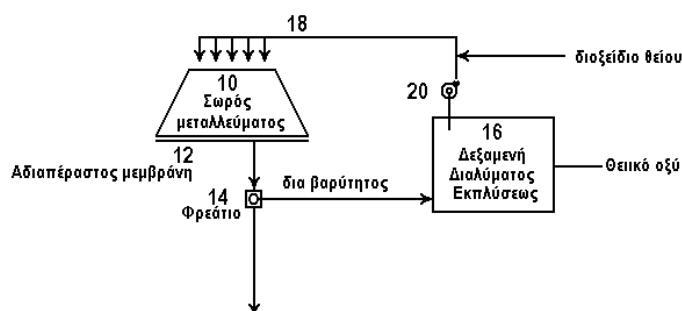 18
διοξείδιο θείου
10
Σωρός
μεταλλεύματος
20
16
Δεξαμενή
Διαλύματος
Εκπλύσεως
Θειικό οξύ
12
Αδιαπέραστος μεμβράνη
14
Φρεάτιο
δια βαρύτητος